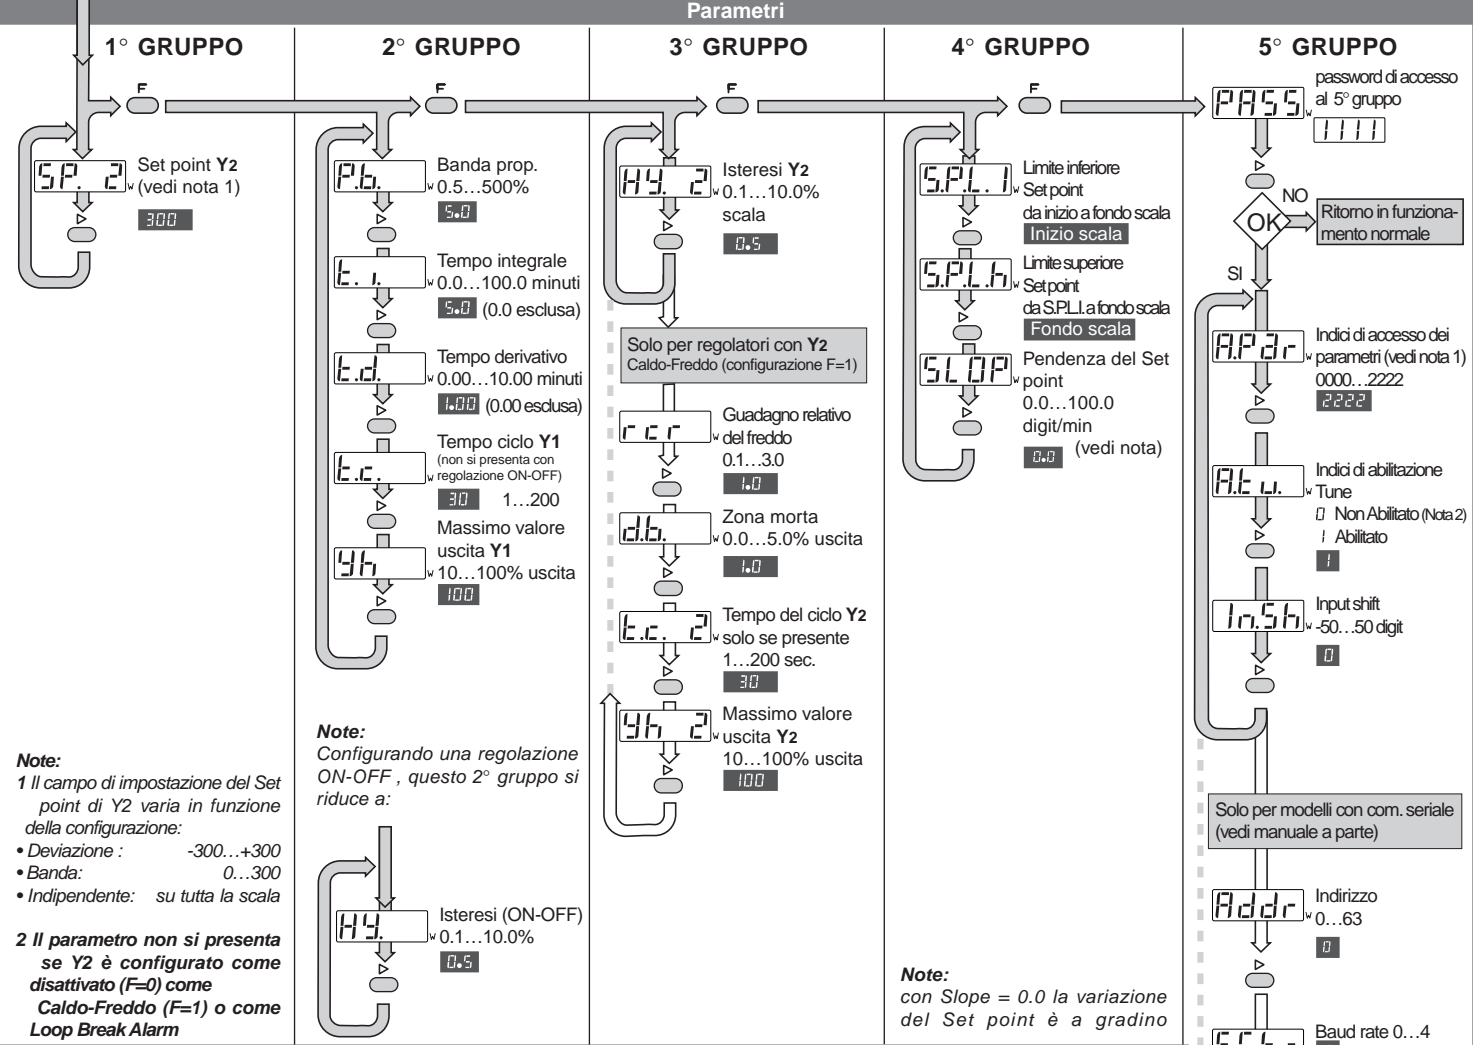 Parametri
1° GRUPPO
F
SP. 2
w
Set point Y2
(vedi nota 1)
300
Note:
1 Il campo di impostazione del Set
point di Y2 varia in funzione
della configurazione:
• Deviazione : -300…+300
• Banda: 0…300
• Indipendente: su tutta la scala
2 Il parametro non si presenta
se Y2 è configurato come
disattivato (F=0) come
Caldo-Freddo (F=1) o come
Loop Break Alarm
2° GRUPPO
F
P.b.
w
Banda prop.
0.5…500%
5.0
t. i.
w
Tempo integrale
0.0…100.0 minuti
5.0 (0.0 esclusa)
t.d.
w
Tempo derivativo
0.00…10.00 minuti
1.00 (0.00 esclusa)
t.c.
w
Tempo ciclo Y1
(non si presenta con
regolazione ON-OFF)
30 1…200
Yh
w
Massimo valore
uscita Y1
10…100% uscita
100
Note:
Configurando una regolazione
ON-OFF , questo 2° gruppo si
riduce a:
HY.
w
Isteresi (ON-OFF)
0.1…10.0%
0.5
3° GRUPPO
F
HY. 2
w
Isteresi Y2
0.1…10.0%
scala
0.5
Solo per regolatori con Y2
Caldo-Freddo (configurazione F=1)
rcr
w
Guadagno relativo
del freddo
0.1…3.0
1.0
d.b.
w
Zona morta
0.0…5.0% uscita
1.0
t.c. 2
w
Tempo del ciclo Y2
solo se presente
1…200 sec.
30
Yh 2
w
Massimo valore
uscita Y2
10…100% uscita
100
4° GRUPPO
F
S.P.L. l
w
Limite inferiore
Set point
da inizio a fondo scala
Inizio scala
S.P.L.h
w
Limite superiore
Set point
da S.P.L.I. a fondo scala
Fondo scala
SLOP
w
Pendenza del Set
point
0.0…100.0
digit/min
0.0 (vedi nota)
Note:
con Slope = 0.0 la variazione
del Set point è a gradino
5° GRUPPO
PASS
w
password di accesso
al 5° gruppo
1111
OK
NO
Ritorno in funziona-
mento normale
SI
A.Par
w
Indici di accesso dei
parametri (vedi nota 1)
0000…2222
2222
A.t u.
w
Indici di abilitazione
Tune
0 Non Abilitato (Nota 2)
1 Abilitato
1
In.Sh
w
Input shift
-50…50 digit
0
Solo per modelli con com. seriale
(vedi manuale a parte)
Addr
w
Indirizzo
0…63
0
Baud rate 0…4